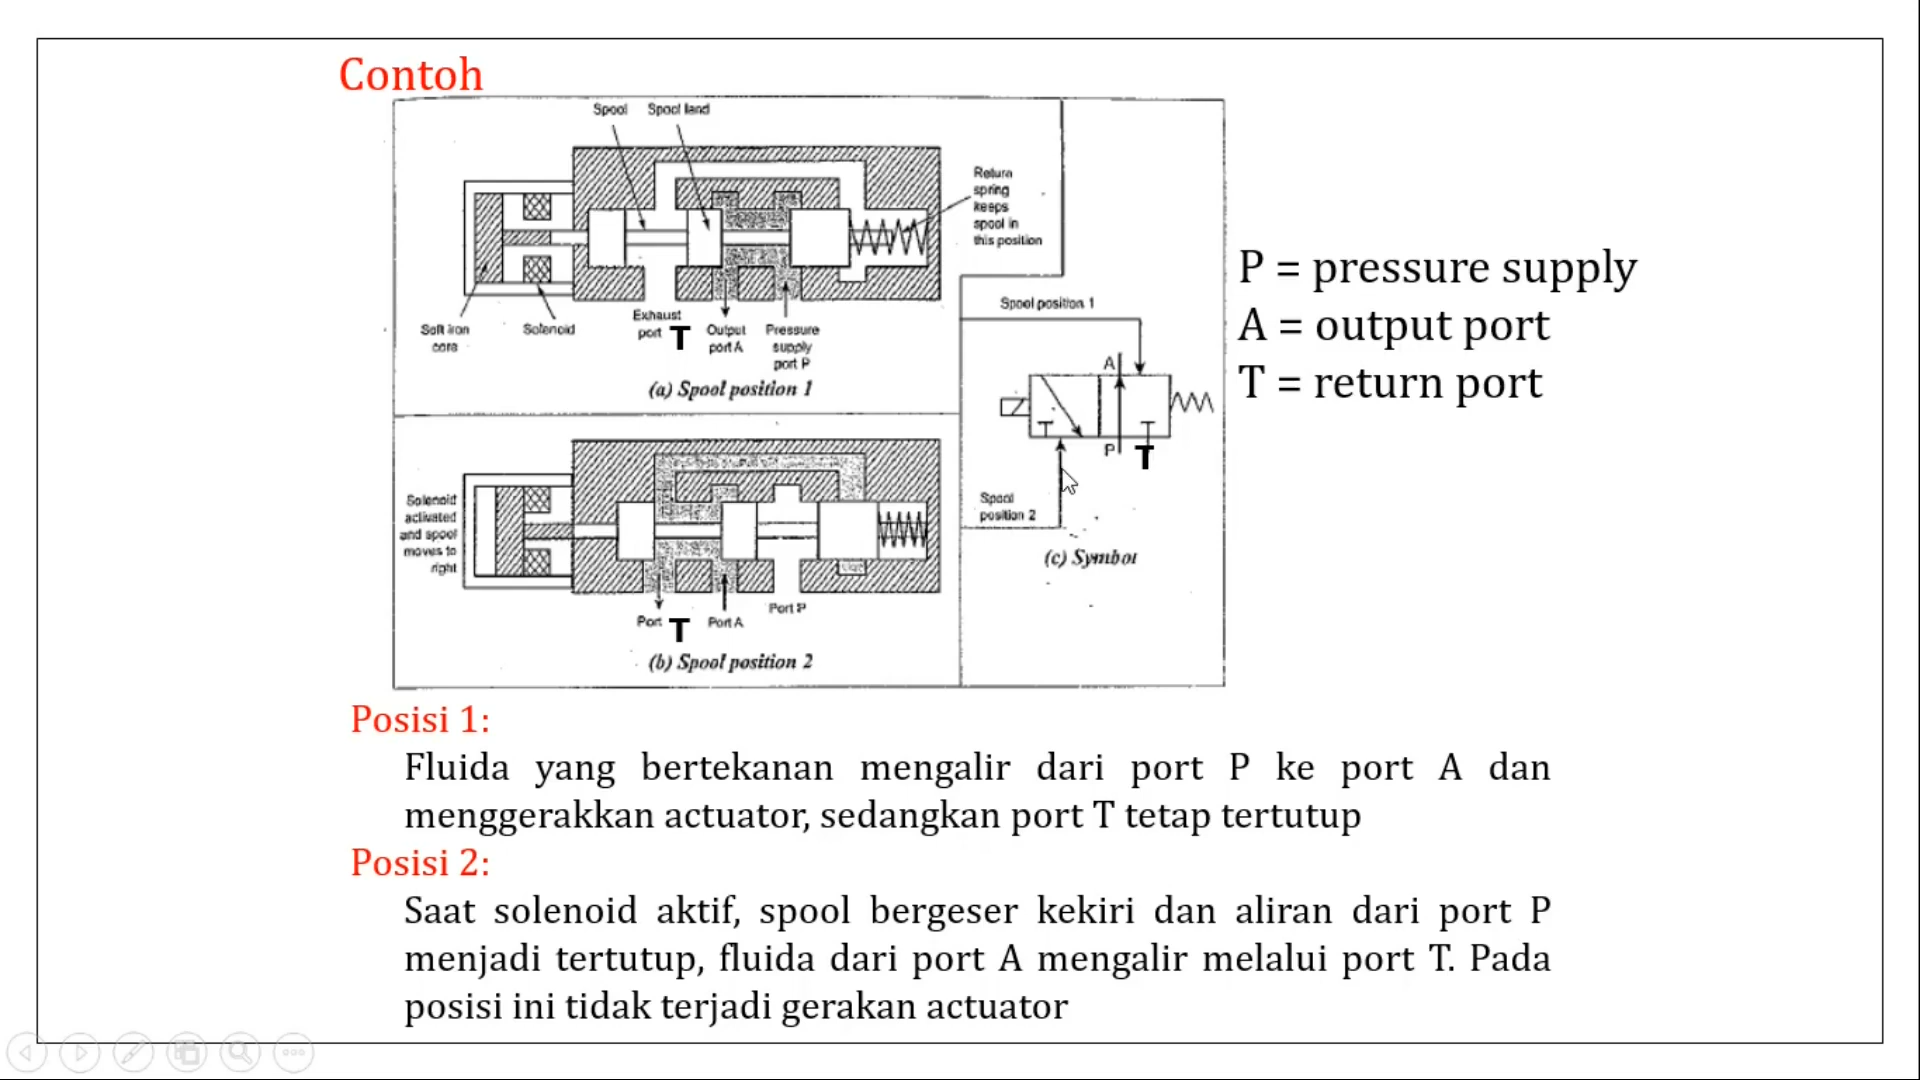 Contoh
Spool
Spool land
Return
spring
keeps
spool in
this position
Soft iron
core
Solenoid
Exhaust
port T
Output
port A
Pressure
supply
port P
(a) Spool position 1
Spool position 1
A
P
T
T
T
Spool
position 2
(c) Symbol
Solenoid
activated
and spool
moves to
right
Port T
Port A
Port P
(b) Spool position 2
P = pressure supply
A = output port
T = return port
Posisi 1:
Fluida yang bertekanan mengalir dari port P ke port A dan
menggerakkan actuator, sedangkan port T tetap tertutup
Posisi 2:
Saat solenoid aktif, spool bergeser kekiri dan aliran dari port P
menjadi tertutup, fluida dari port A mengalir melalui port T. Pada
posisi ini tidak terjadi gerakan actuator